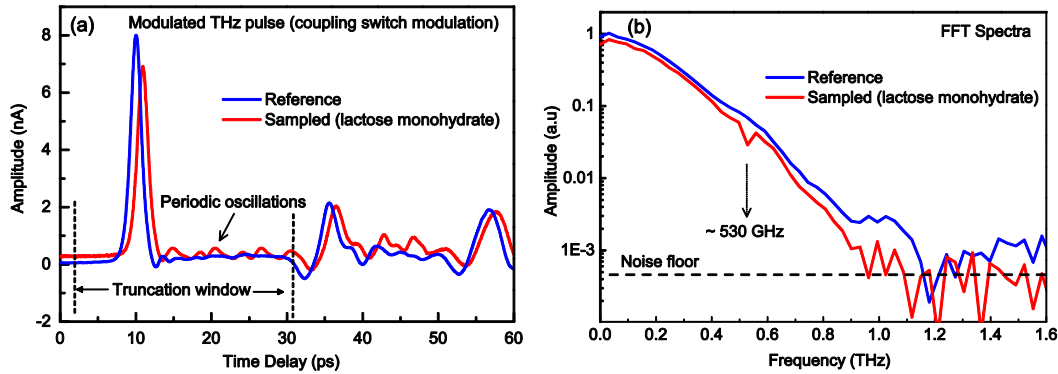 (a)
Modulated THz pulse (coupling switch modulation)
Reference
Sampled (lactose monohydrate)
Periodic oscillations
Truncation window
Amplitude (nA)
8
6
4
2
0
-2
0 10 20 30 40 50 60
Time Delay (ps)
(b)
FFT Spectra
Reference
Sampled (lactose monohydrate)
~ 530 GHz
Noise floor
Amplitude (a.u)
1
0.1
0.01
1E-3
0.0 0.2 0.4 0.6 0.8 1.0 1.2 1.4 1.6
Frequency (THz)